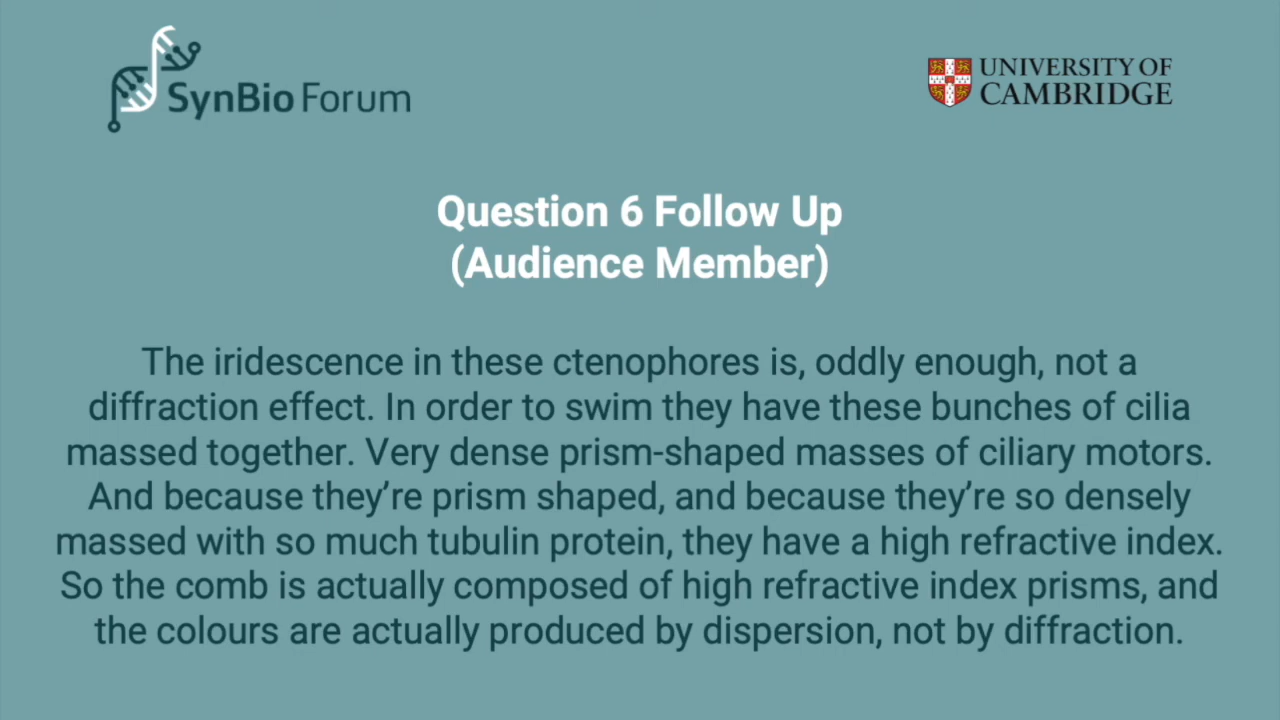 SynBio Forum
UNIVERSITY OF
CAMBRIDGE
Question 6 Follow Up
(Audience Member)
The iridescence in these ctenophores is, oddly enough, not a
diffraction effect. In order to swim they have these bunches of cilia
massed together. Very dense prism-shaped masses of ciliary motors.
And because they’re prism shaped, and because they’re so densely
massed with so much tubulin protein, they have a high refractive index.
So the comb is actually composed of high refractive index prisms, and
the colours are actually produced by dispersion, not by diffraction.